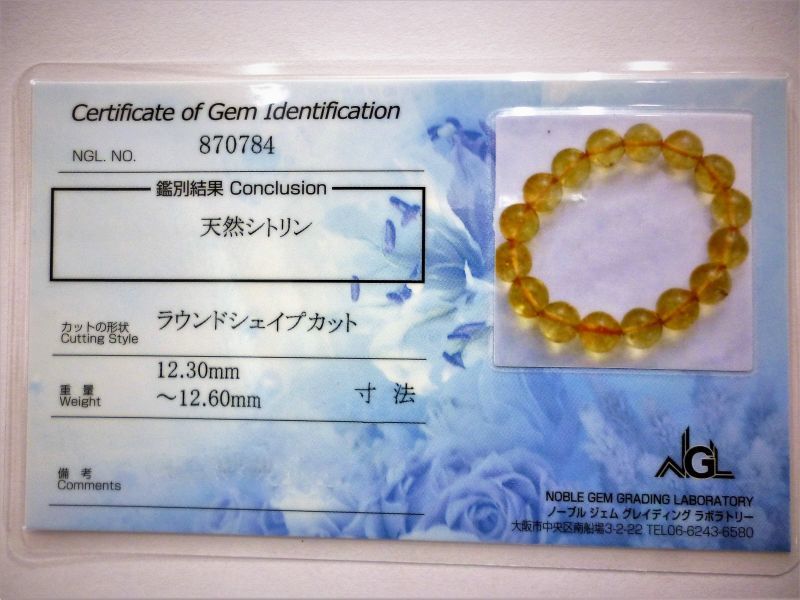 Certificate of Gem Identification
NGL. NO. 870784
鑑別結果 Conclusion
天然シトリン
カットの形状 ラウンドシェイプカット
Cutting Style
12.30mm
重量 ～12.60mm 寸法
Weight
備考
Comments
NGL
NOBLE GEM GRADING LABORATORY
ノーブル ジェム グレイディング ラボラトリー
大阪市中央区南船場3-2-22 TEL06-6243-6580